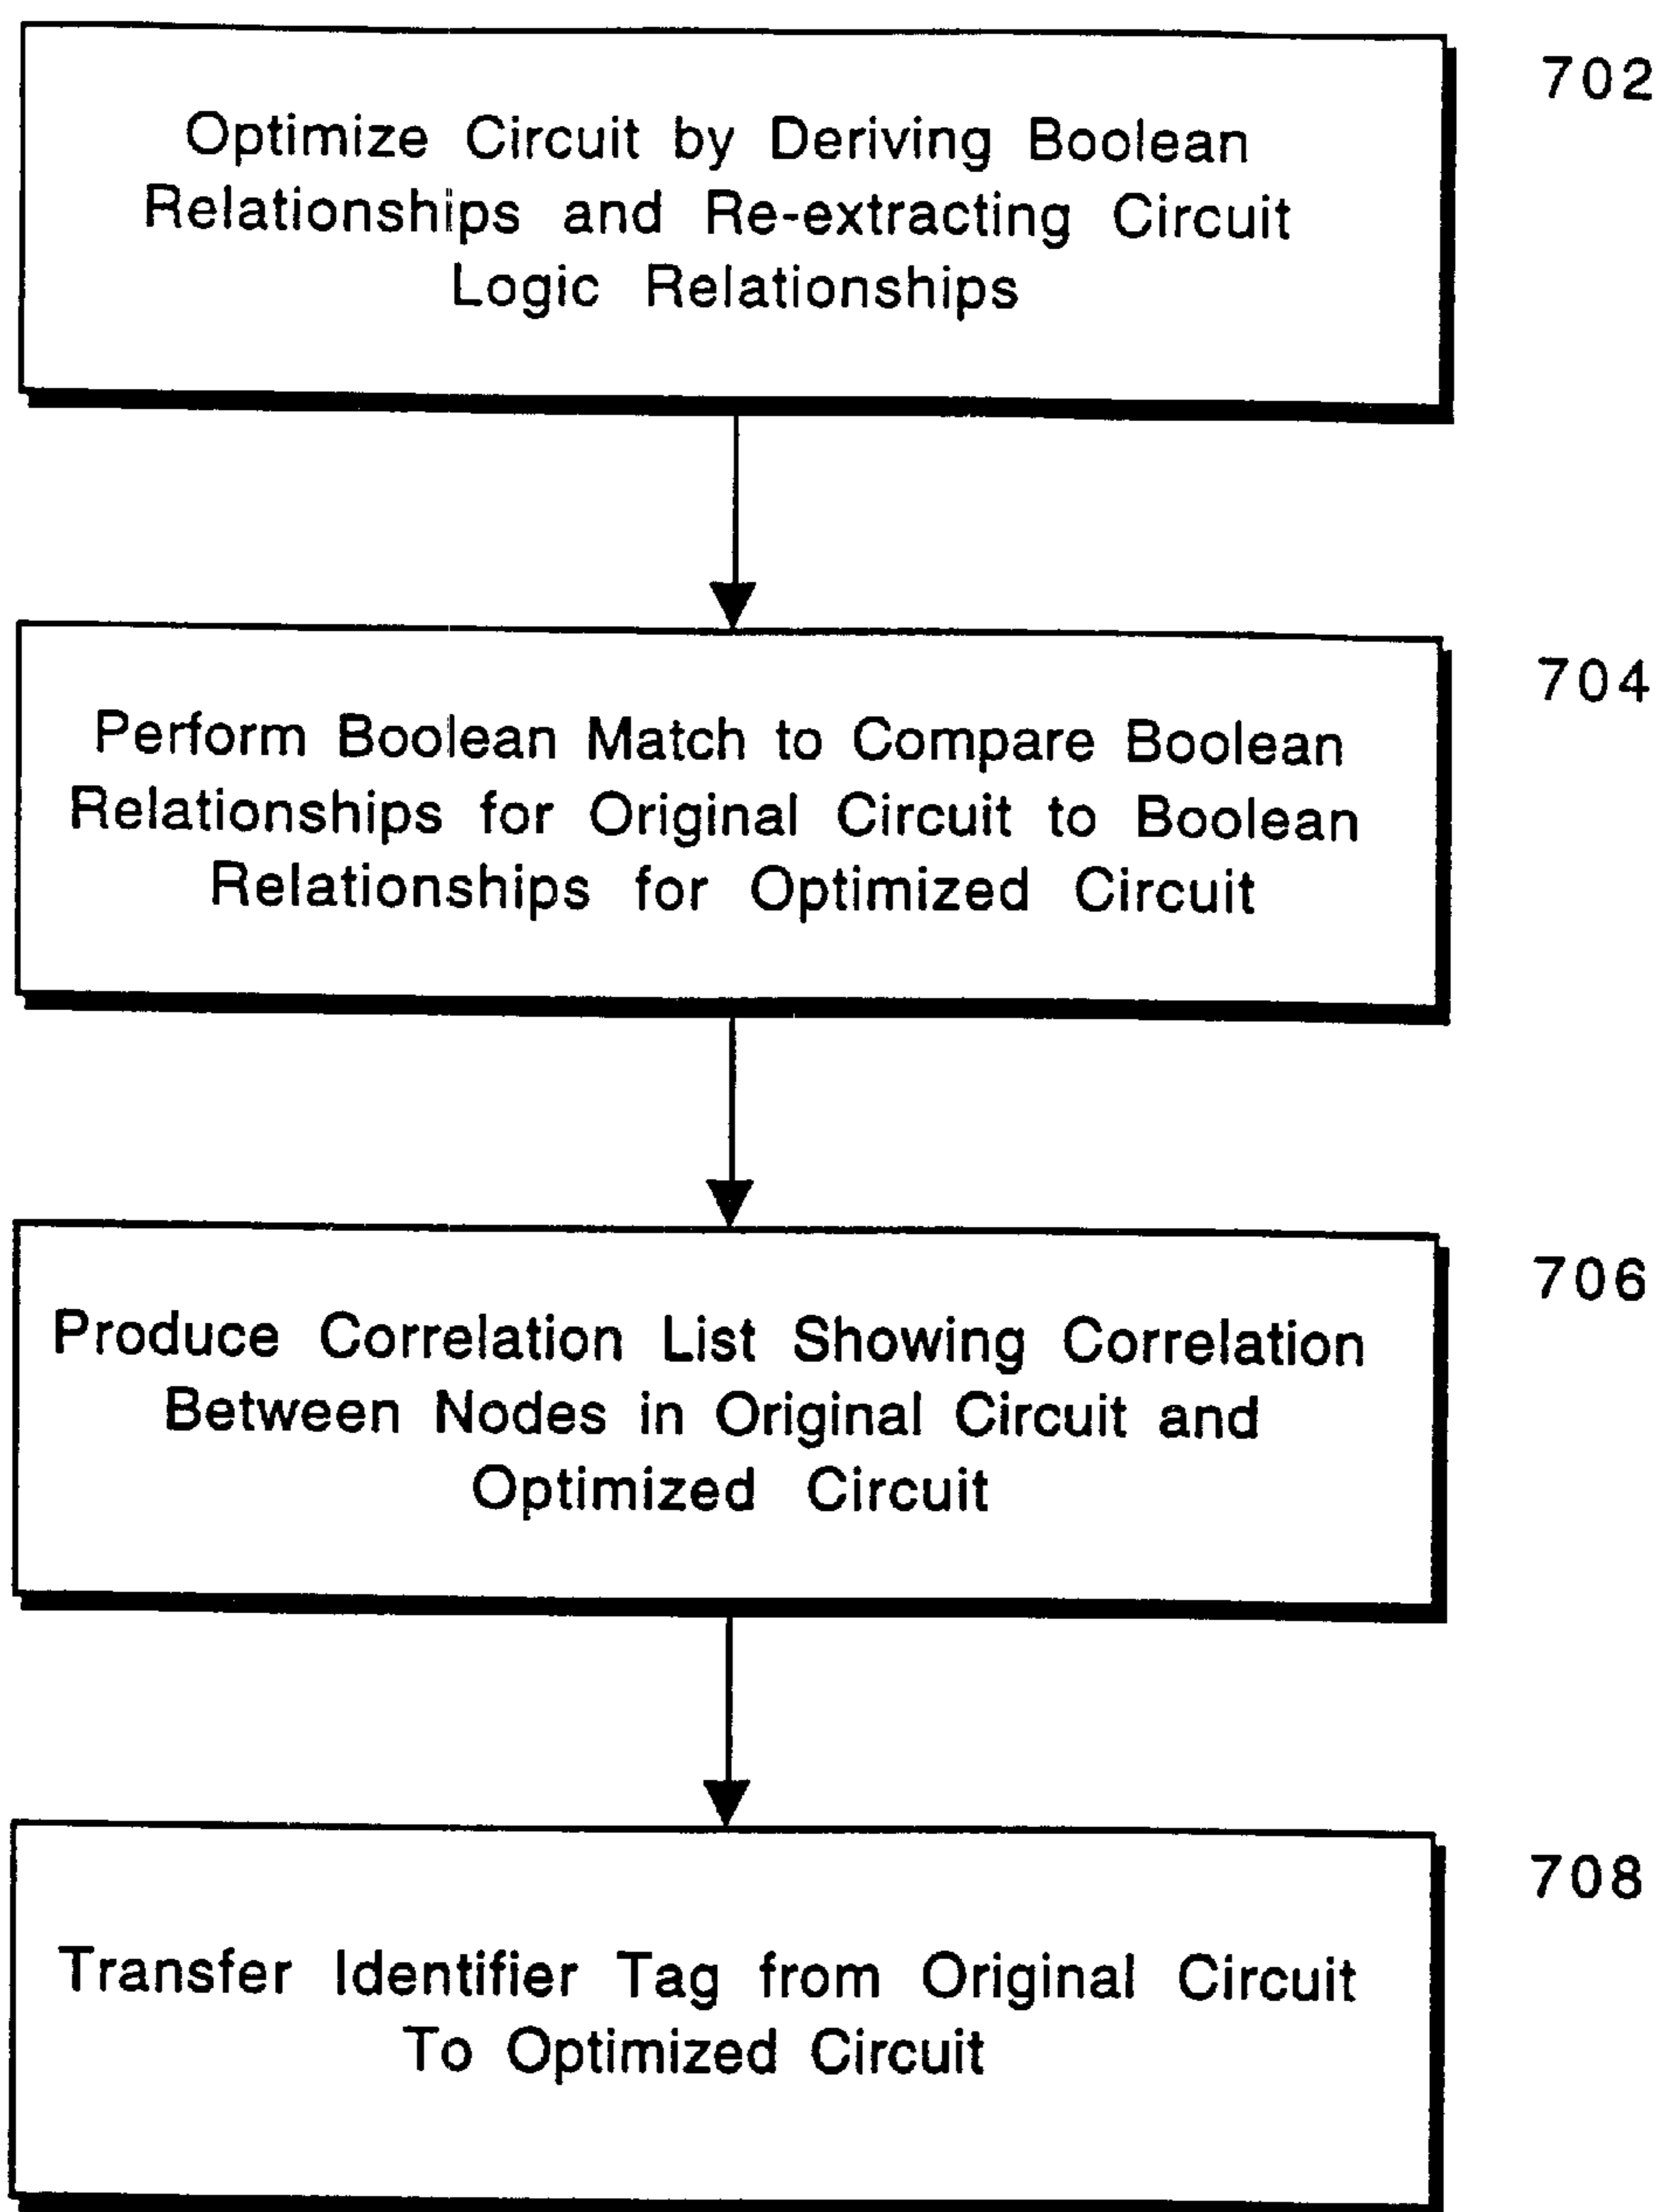 702
Optimize Circuit by Deriving Boolean
Relationships and Re-extracting Circuit
Logic Relationships
704
Perform Boolean Match to Compare Boolean
Relationships for Original Circuit to Boolean
Relationships for Optimized Circuit
706
Produce Correlation List Showing Correlation
Between Nodes in Original Circuit and
Optimized Circuit
708
Transfer Identifier Tag from Original Circuit
To Optimized Circuit